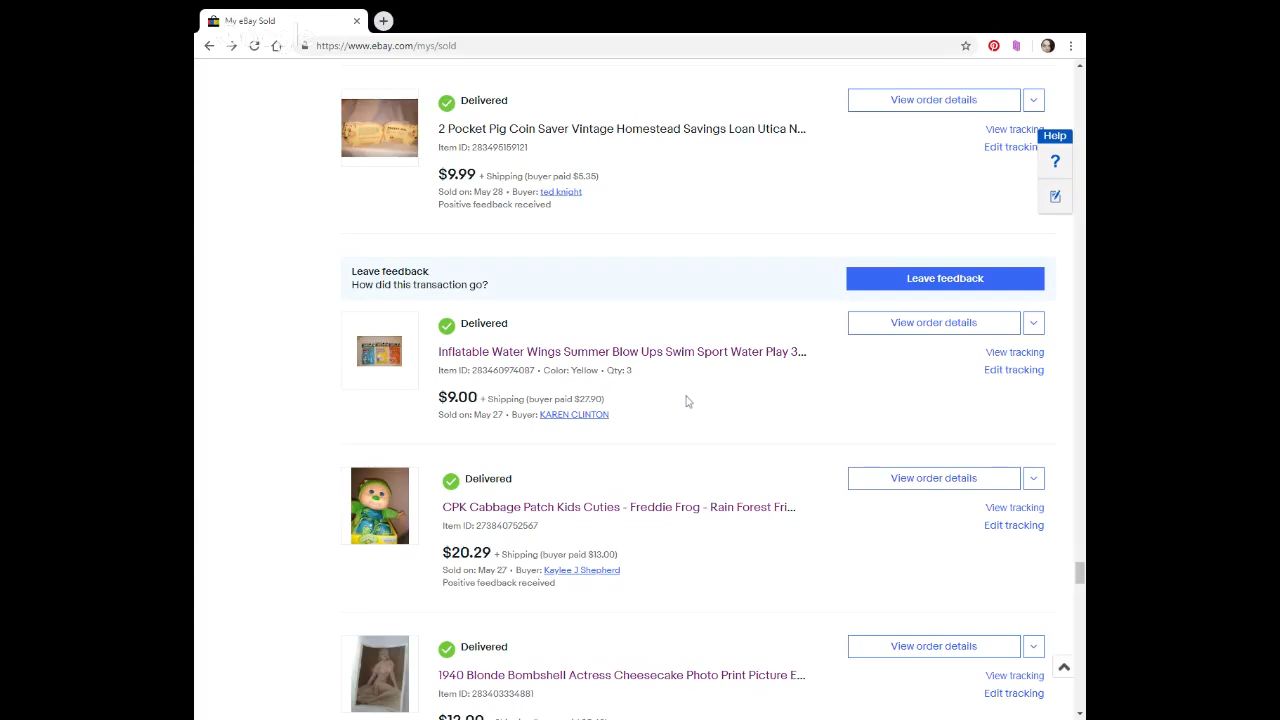 My eBay Sold
https://www.ebay.com/mys/sold
Delivered
View order details
2 Pocket Pig Coin Saver Vintage Homestead Savings Loan Utica N...
View tracking
Help
Item ID: 283495159121
Edit trackin
?
$9.99 + Shipping (buyer paid $5.35)
Sold on: May 28 • Buyer: ted knight
Positive feedback received
Leave feedback
How did this transaction go?
Leave feedback
Delivered
View order details
Inflatable Water Wings Summer Blow Ups Swim Sport Water Play 3...
View tracking
Item ID: 283460974087 • Color: Yellow • Qty: 3
Edit tracking
$9.00 + Shipping (buyer paid $27.90)
Sold on: May 27 • Buyer: KAREN CLINTON
Delivered
View order details
CPK Cabbage Patch Kids Cuties - Freddie Frog - Rain Forest Fri...
View tracking
Item ID: 273840752567
Edit tracking
$20.29 + Shipping (buyer paid $13.00)
Sold on: May 27 • Buyer: Kaylee J Shepherd
Positive feedback received
Delivered
View order details
1940 Blonde Bombshell Actress Cheesecake Photo Print Picture E...
View tracking
Item ID: 283403334881
Edit tracking